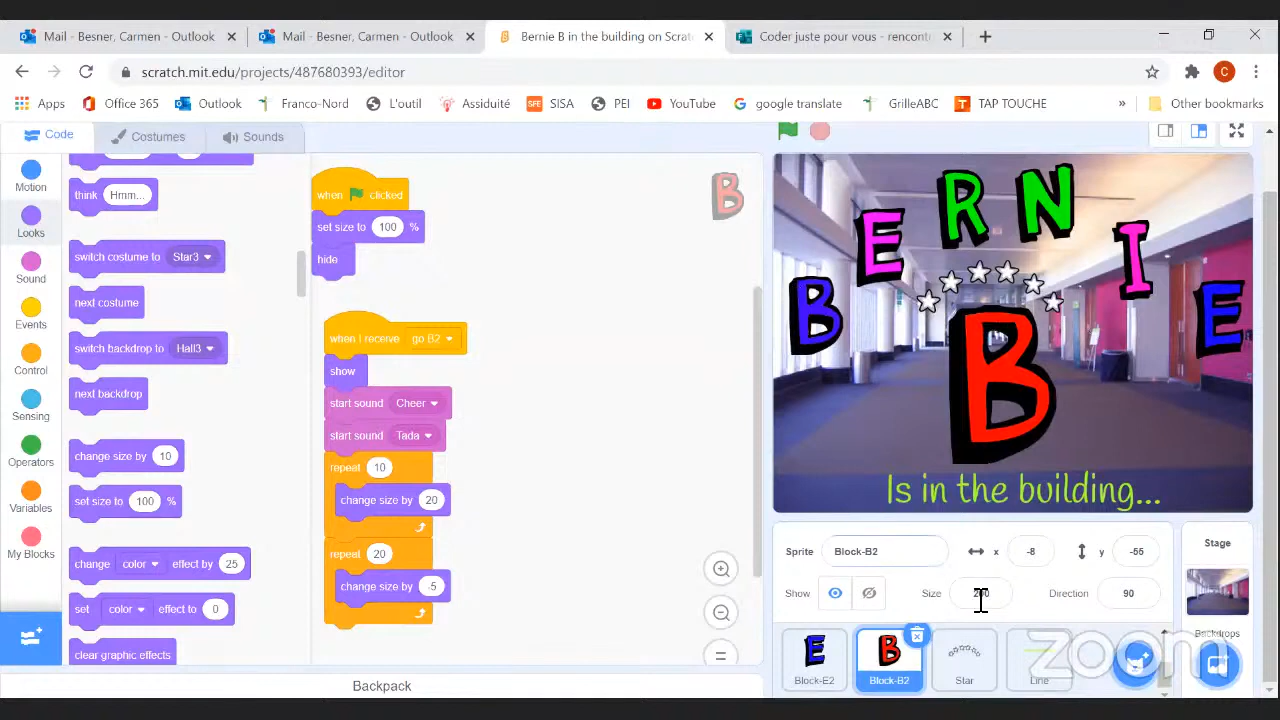 Mail - Besner, Carmen - Outlook
Mail - Besner, Carmen - Outlook
Bernie B in the building on Scrat
Coder juste pour vous - rencont
scratch.mit.edu/projects/487680393/editor
C
Apps
Office 365
Outlook
Franco-Nord
L'outil
Assiduité
SFE
SISA
PEI
YouTube
google translate
GrilleABC
T
TAP TOUCHE
»
Other bookmarks
Code
Costumes
Sounds
Motion
Looks
Sound
Events
Control
Sensing
Operators
Variables
My Blocks
think Hmm...
switch costume to Star3
next costume
switch backdrop to Hall3
next backdrop
change size by 10
set size to 100 %
change color effect by 25
set color effect to 0
clear graphic effects
when clicked
set size to 100 %
hide
when I receive go B2
show
start sound Cheer
start sound Tada
repeat 10
change size by 20
repeat 20
change size by -5
B
BERNIE
B
Is in the building...
Sprite Block-B2 x -8 y -55
Show Size Direction 90
Stage
Backdrops
E
Block-E2
B
Block-B2
Star
Line
zoom
Backpack